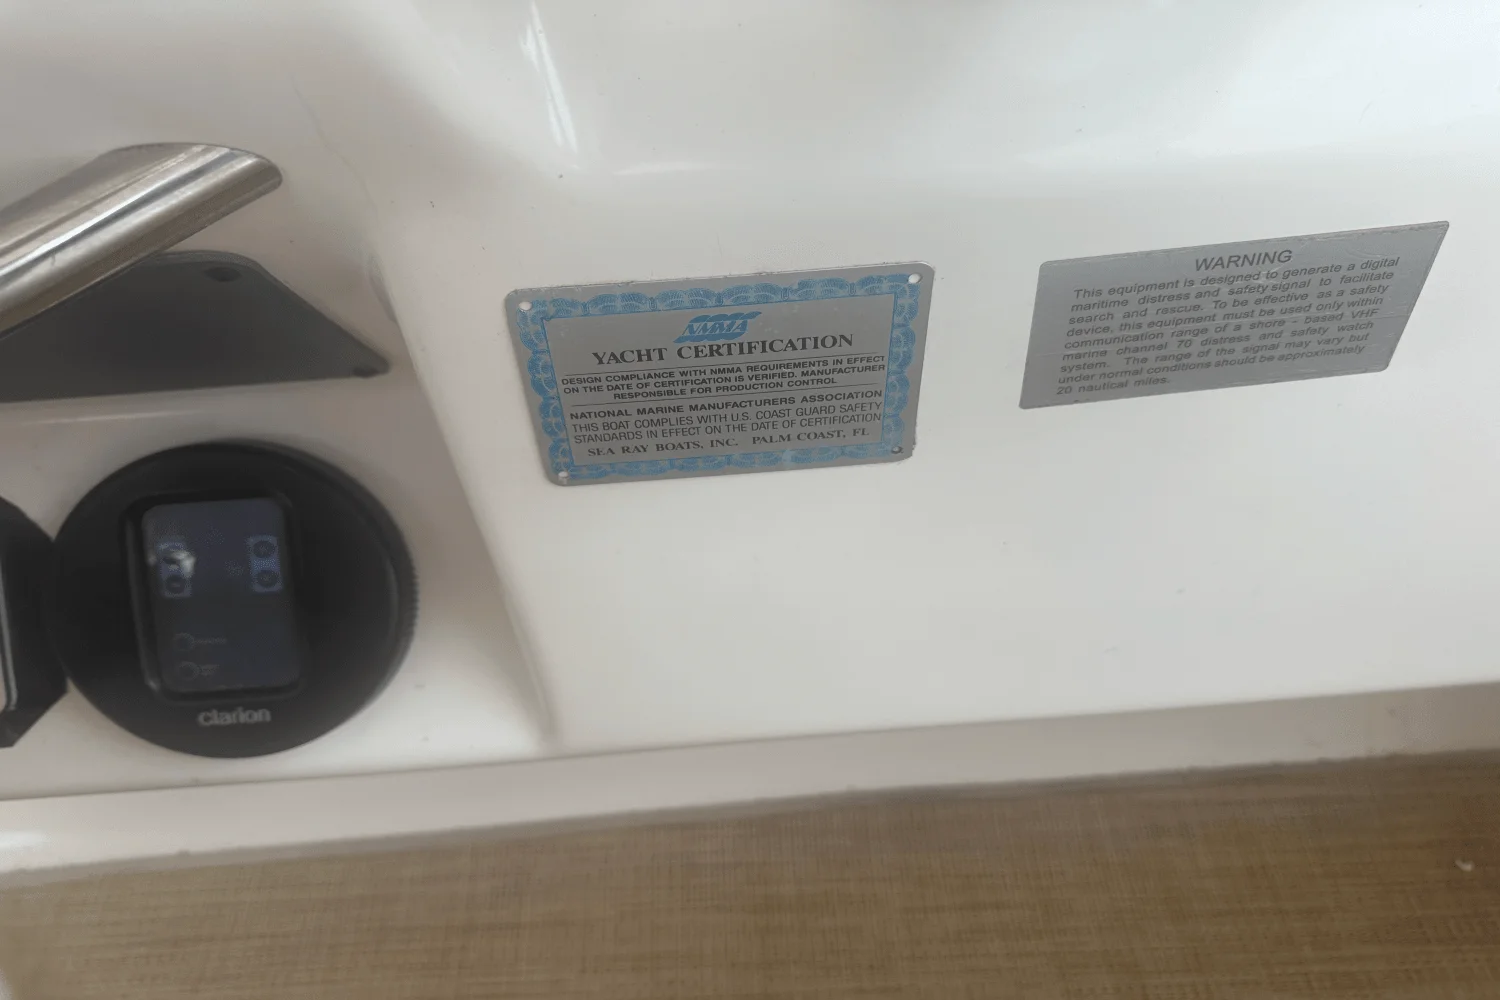 NMMA
YACHT CERTIFICATION
DESIGN COMPLIANCE WITH NMMA REQUIREMENTS IN EFFECT
ON THE DATE OF CERTIFICATION IS VERIFIED. MANUFACTURER
RESPONSIBLE FOR PRODUCTION CONTROL
NATIONAL MARINE MANUFACTURERS ASSOCIATION
THIS BOAT COMPLIES WITH U.S. COAST GUARD SAFETY
STANDARDS IN EFFECT ON THE DATE OF CERTIFICATION
SEA RAY BOATS, INC. PALM COAST, FL
WARNING
This equipment is designed to generate a digital
maritime distress and safety signal to facilitate
search and rescue. To be effective as a safety
device, this equipment must be used only within
communication range of a shore - based VHF
marine channel 70 distress and safety watch
system. The range of the signal may vary but
under normal conditions should be approximately
20 nautical miles.
clarion